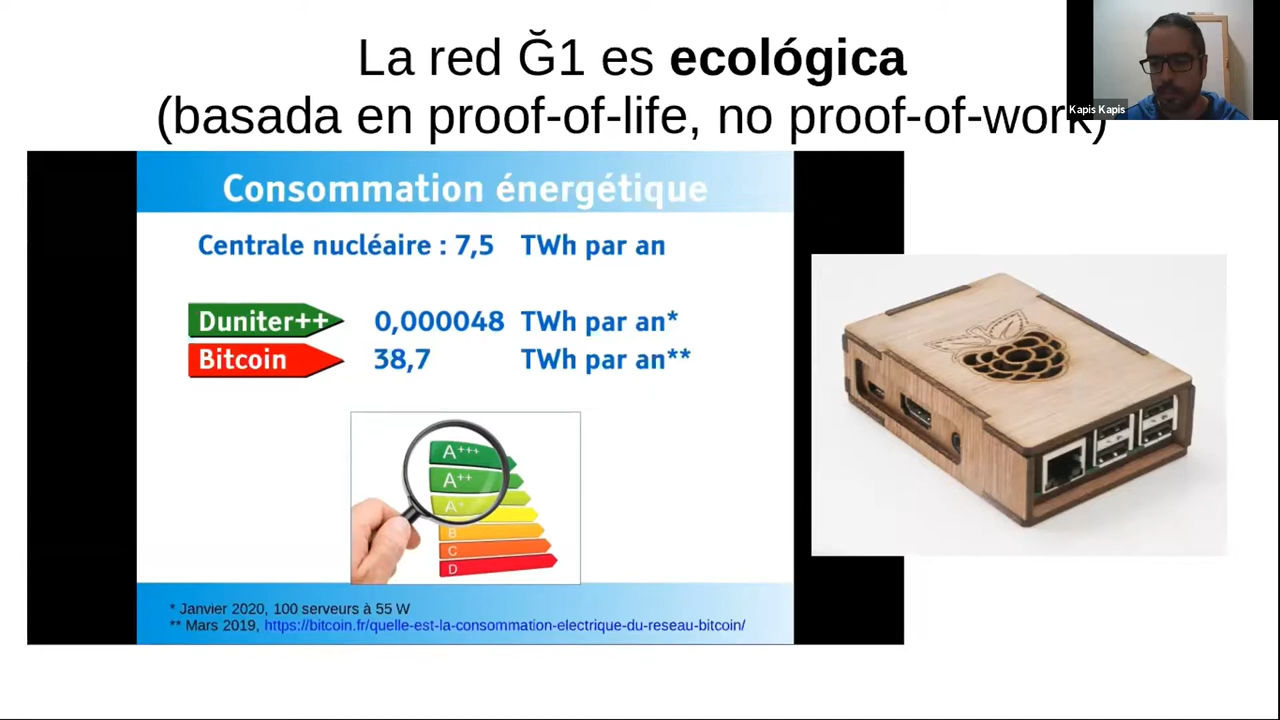 La red Ğ1 es ecológica
(basada en proof-of-life, no proof-of-work)
Kapis Kapis
Consommation énergétique
Centrale nucléaire : 7,5 TWh par an
Duniter++ 0,000048 TWh par an*
Bitcoin 38,7 TWh par an**
A+++
A++
A+
B
C
D
* Janvier 2020, 100 serveurs à 55 W
** Mars 2019, https://bitcoin.fr/quelle-est-la-consommation-electrique-du-reseau-bitcoin/